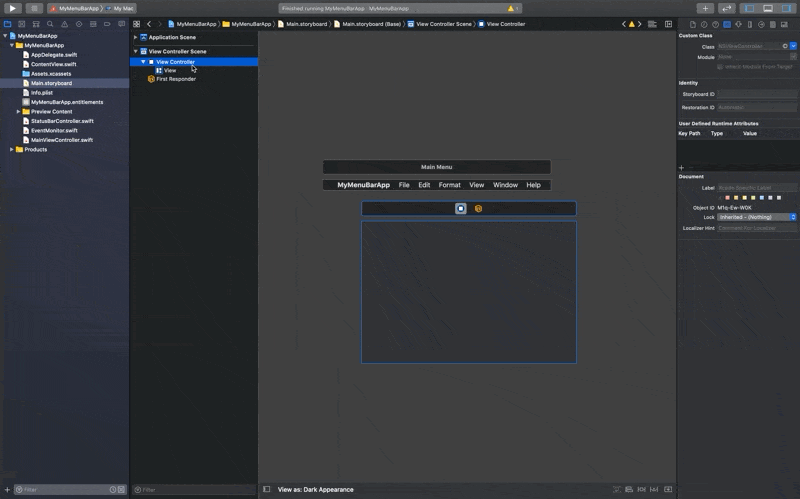 MyMenuBarApp › My Mac
Finished running MyMenuBarApp : MyMenuBarApp
1
MyMenuBarApp › MyMenuBarApp › Main.storyboard › Main.storyboard (Base) › View Controller Scene › View Controller
MyMenuBarApp
MyMenuBarApp
AppDelegate.swift
ContentView.swift
Assets.xcassets
Main.storyboard
Info.plist
MyMenuBarApp.entitlements
Preview Content
StatusBarController.swift
EventMonitor.swift
MainViewController.swift
Products
Application Scene
View Controller Scene
View Controller
View
First Responder
Main Menu
MyMenuBarApp File Edit Format View Window Help
Custom Class
Class NSViewController
Module None
Inherit Module From Target
Identity
Storyboard ID
Restoration ID Automatic
User Defined Runtime Attributes
Key Path Type Value
Document
Label Xcode Specific Label
Object ID M1q-Ew-W0K
Lock Inherited - (Nothing)
Localizer Hint Comment For Localizer
Filter
Filter
View as: Dark Appearance